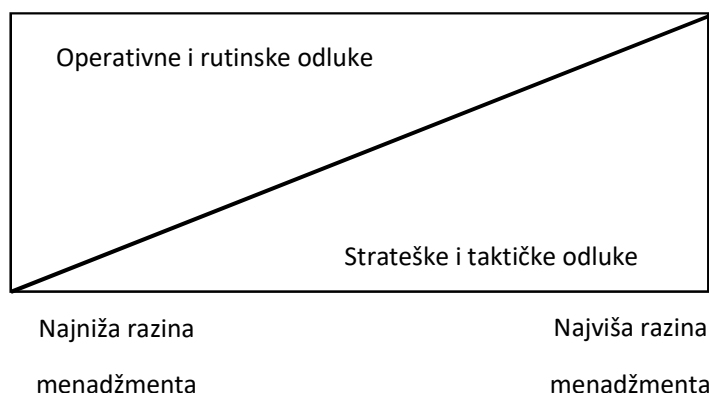 Operativne i rutinske odluke
Strateške i taktičke odluke
Najniža razina
menadžmenta
Najviša razina
menadžmenta